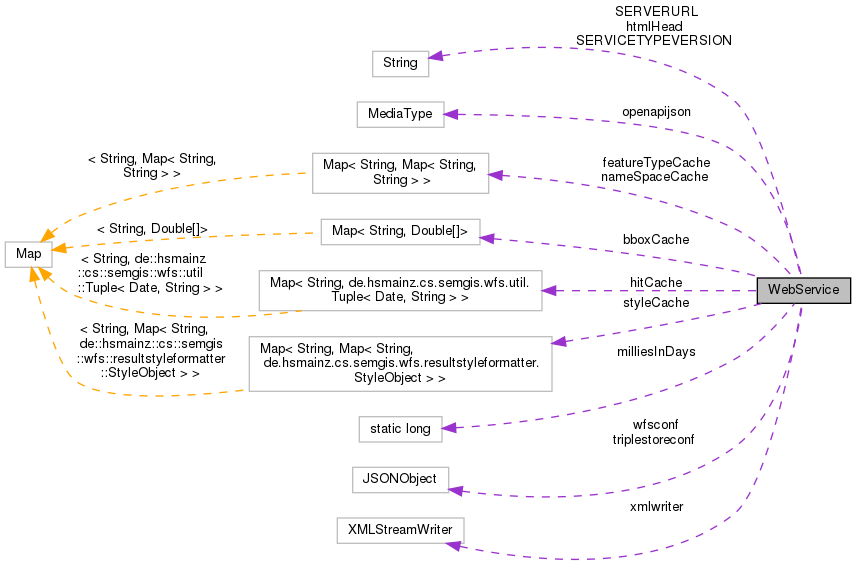 SERVERURL
htmlHead
SERVICETYPEVERSION
String
openapijson
MediaType
< String, Map< String,
String > >
Map< String, Map< String,
String > >
featureTypeCache
nameSpaceCache
< String, Double[]>
Map< String, Double[]>
bboxCache
Map
< String, de::hsmainz
::cs::semgis::wfs::util
::Tuple< Date, String > >
Map< String, de.hsmainz.cs.semgis.wfs.util.
Tuple< Date, String > >
hitCache
WebService
styleCache
< String, Map< String,
de::hsmainz::cs::semgis
::wfs::resultstyleformatter
::StyleObject > >
Map< String, Map< String,
de.hsmainz.cs.semgis.wfs.resultstyleformatter.
StyleObject > >
milliesInDays
static long
wfsconf
triplestoreconf
JSONObject
xmlwriter
XMLStreamWriter